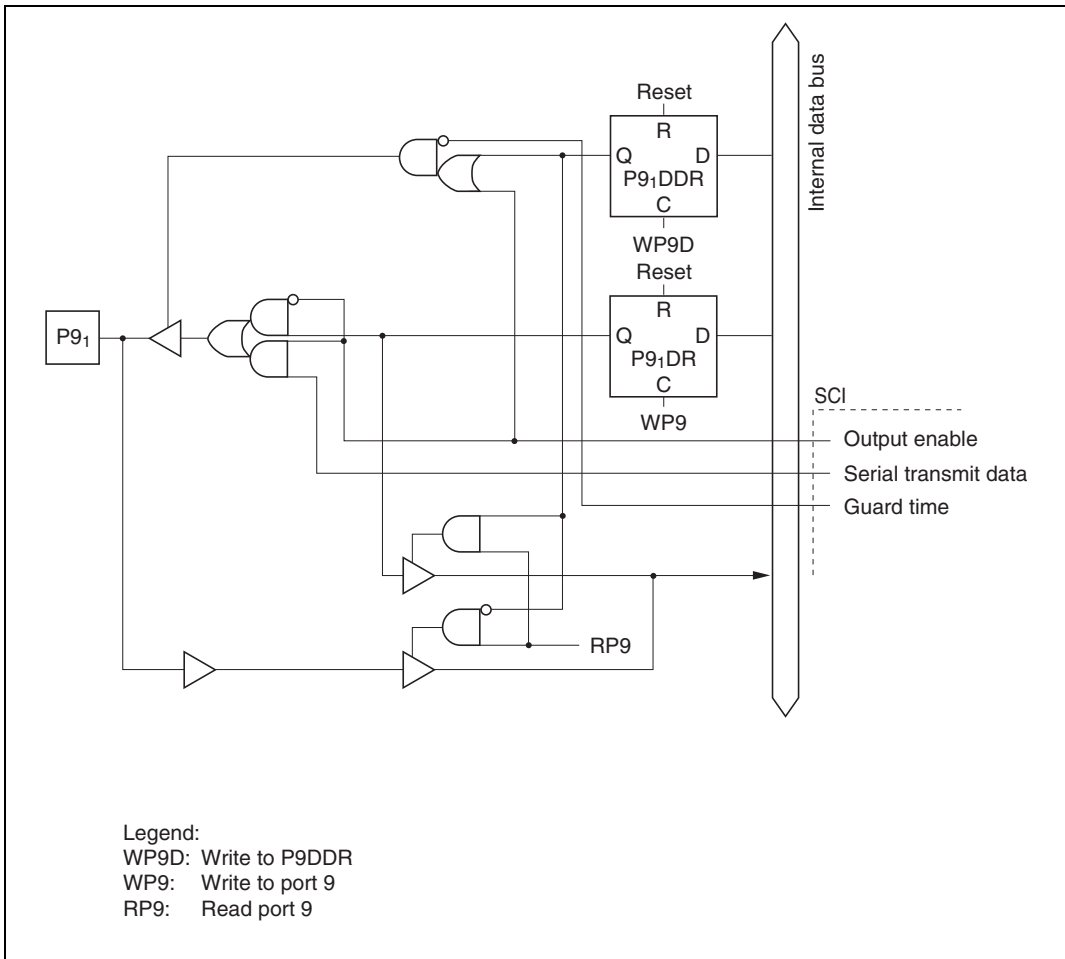 Reset
R
Q D
P9₁DDR
C
WP9D
Reset
R
Q D
P9₁DR
C
WP9
P9₁
Internal data bus
SCI
Output enable
Serial transmit data
Guard time
RP9
Legend:
WP9D: Write to P9DDR
WP9: Write to port 9
RP9: Read port 9